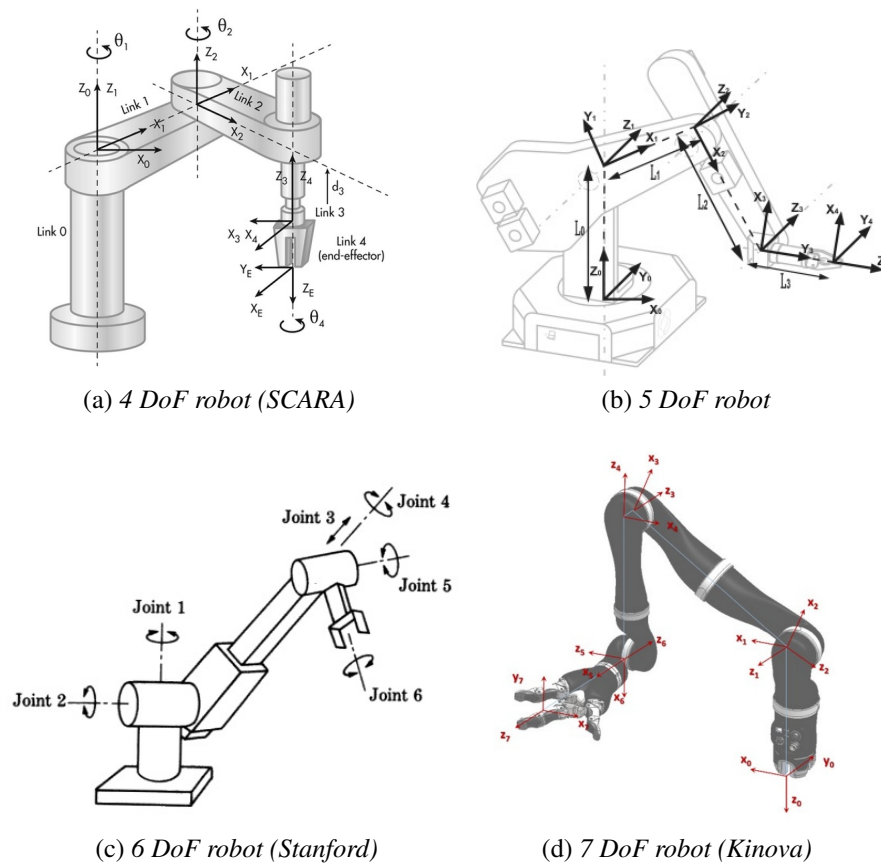 θ1
θ2
Z0 Z1
Z2
X1
Link 1
Link 2
X1
X2
X0
Z3 Z4
d3
Link 3
Link 0
X3 X4
Link 4
(end-effector)
YE
ZE
XE
θ4
(a) 4 DoF robot (SCARA)
Y1
Z1
X1
Z2
Y2
X2
L1
L0
L2
Z0
Y0
X0
X3
Z3
Y3
X4
Y4
Z
L3
(b) 5 DoF robot
Joint 3
Joint 4
Joint 5
Joint 1
Joint 2
Joint 6
(c) 6 DoF robot (Stanford)
z4
x3
z3
x4
x2
x1
z1
z2
z5
z6
x5
x6
y7
x7
z7
x0
y0
z0
(d) 7 DoF robot (Kinova)